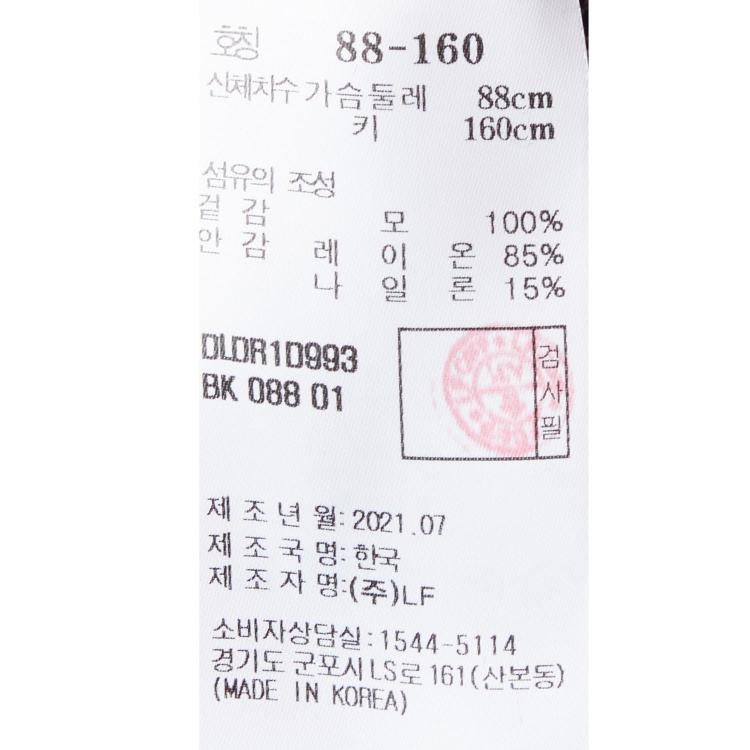 호칭 88-160
신체치수 가슴둘레 88cm
키 160cm
섬유의 조성
겉감 모 100%
안감 레이온 85%
나일론 15%
DLDR1D993
BK 088 01
검사필
제조년월: 2021.07
제조국명: 한국
제조자명:(주)LF
소비자상담실:1544-5114
경기도 군포시 LS로 161(산본동)
(MADE IN KOREA)